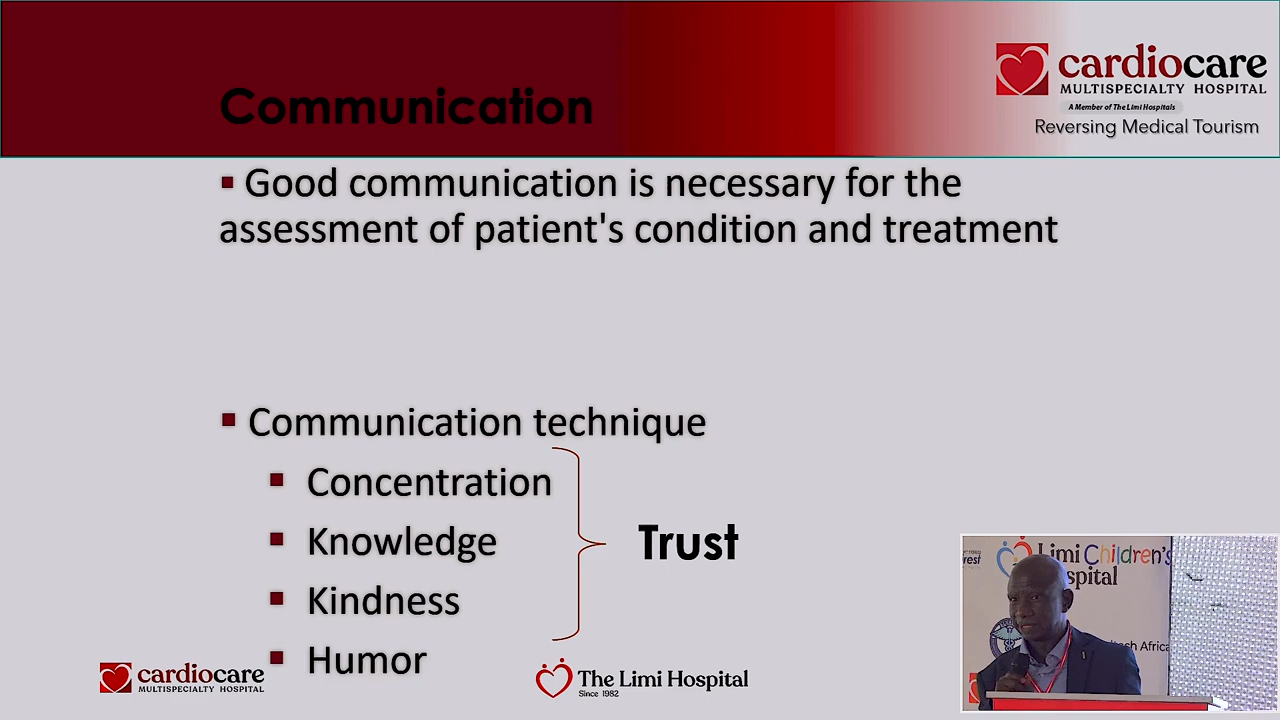 Communication
cardiocare
MULTISPECIALTY HOSPITAL
A Member of The Limi Hospitals
Reversing Medical Tourism
▪ Good communication is necessary for the
assessment of patient's condition and treatment
▪ Communication technique
▪ Concentration
▪ Knowledge
▪ Kindness
▪ Humor
Trust
cardiocare
MULTISPECIALTY HOSPITAL
The Limi Hospital
Since 1982
Limi Children's
Hospital
Africa